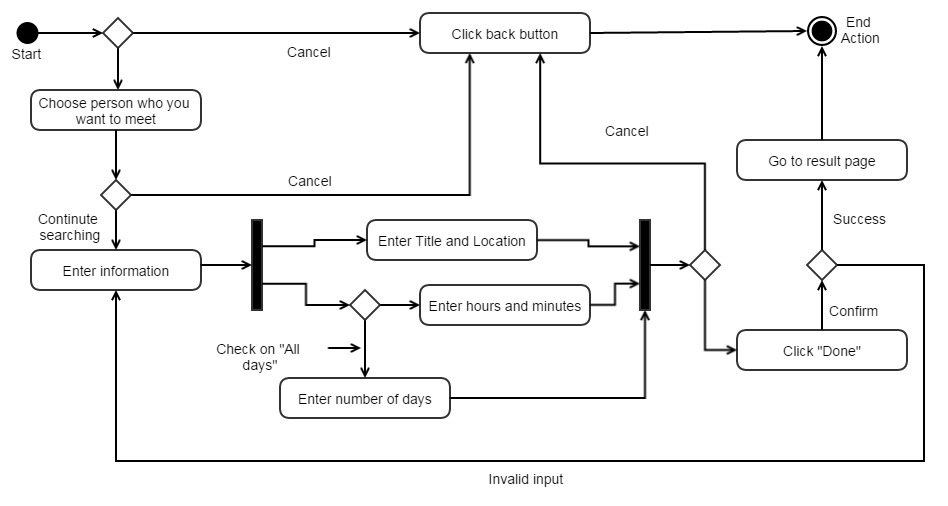 Start
Cancel
Click back button
End
Action
Choose person who you
want to meet
Cancel
Cancel
Go to result page
Continute
searching
Success
Enter information
Enter Title and Location
Enter hours and minutes
Confirm
Check on "All
days"
Click "Done"
Enter number of days
Invalid input